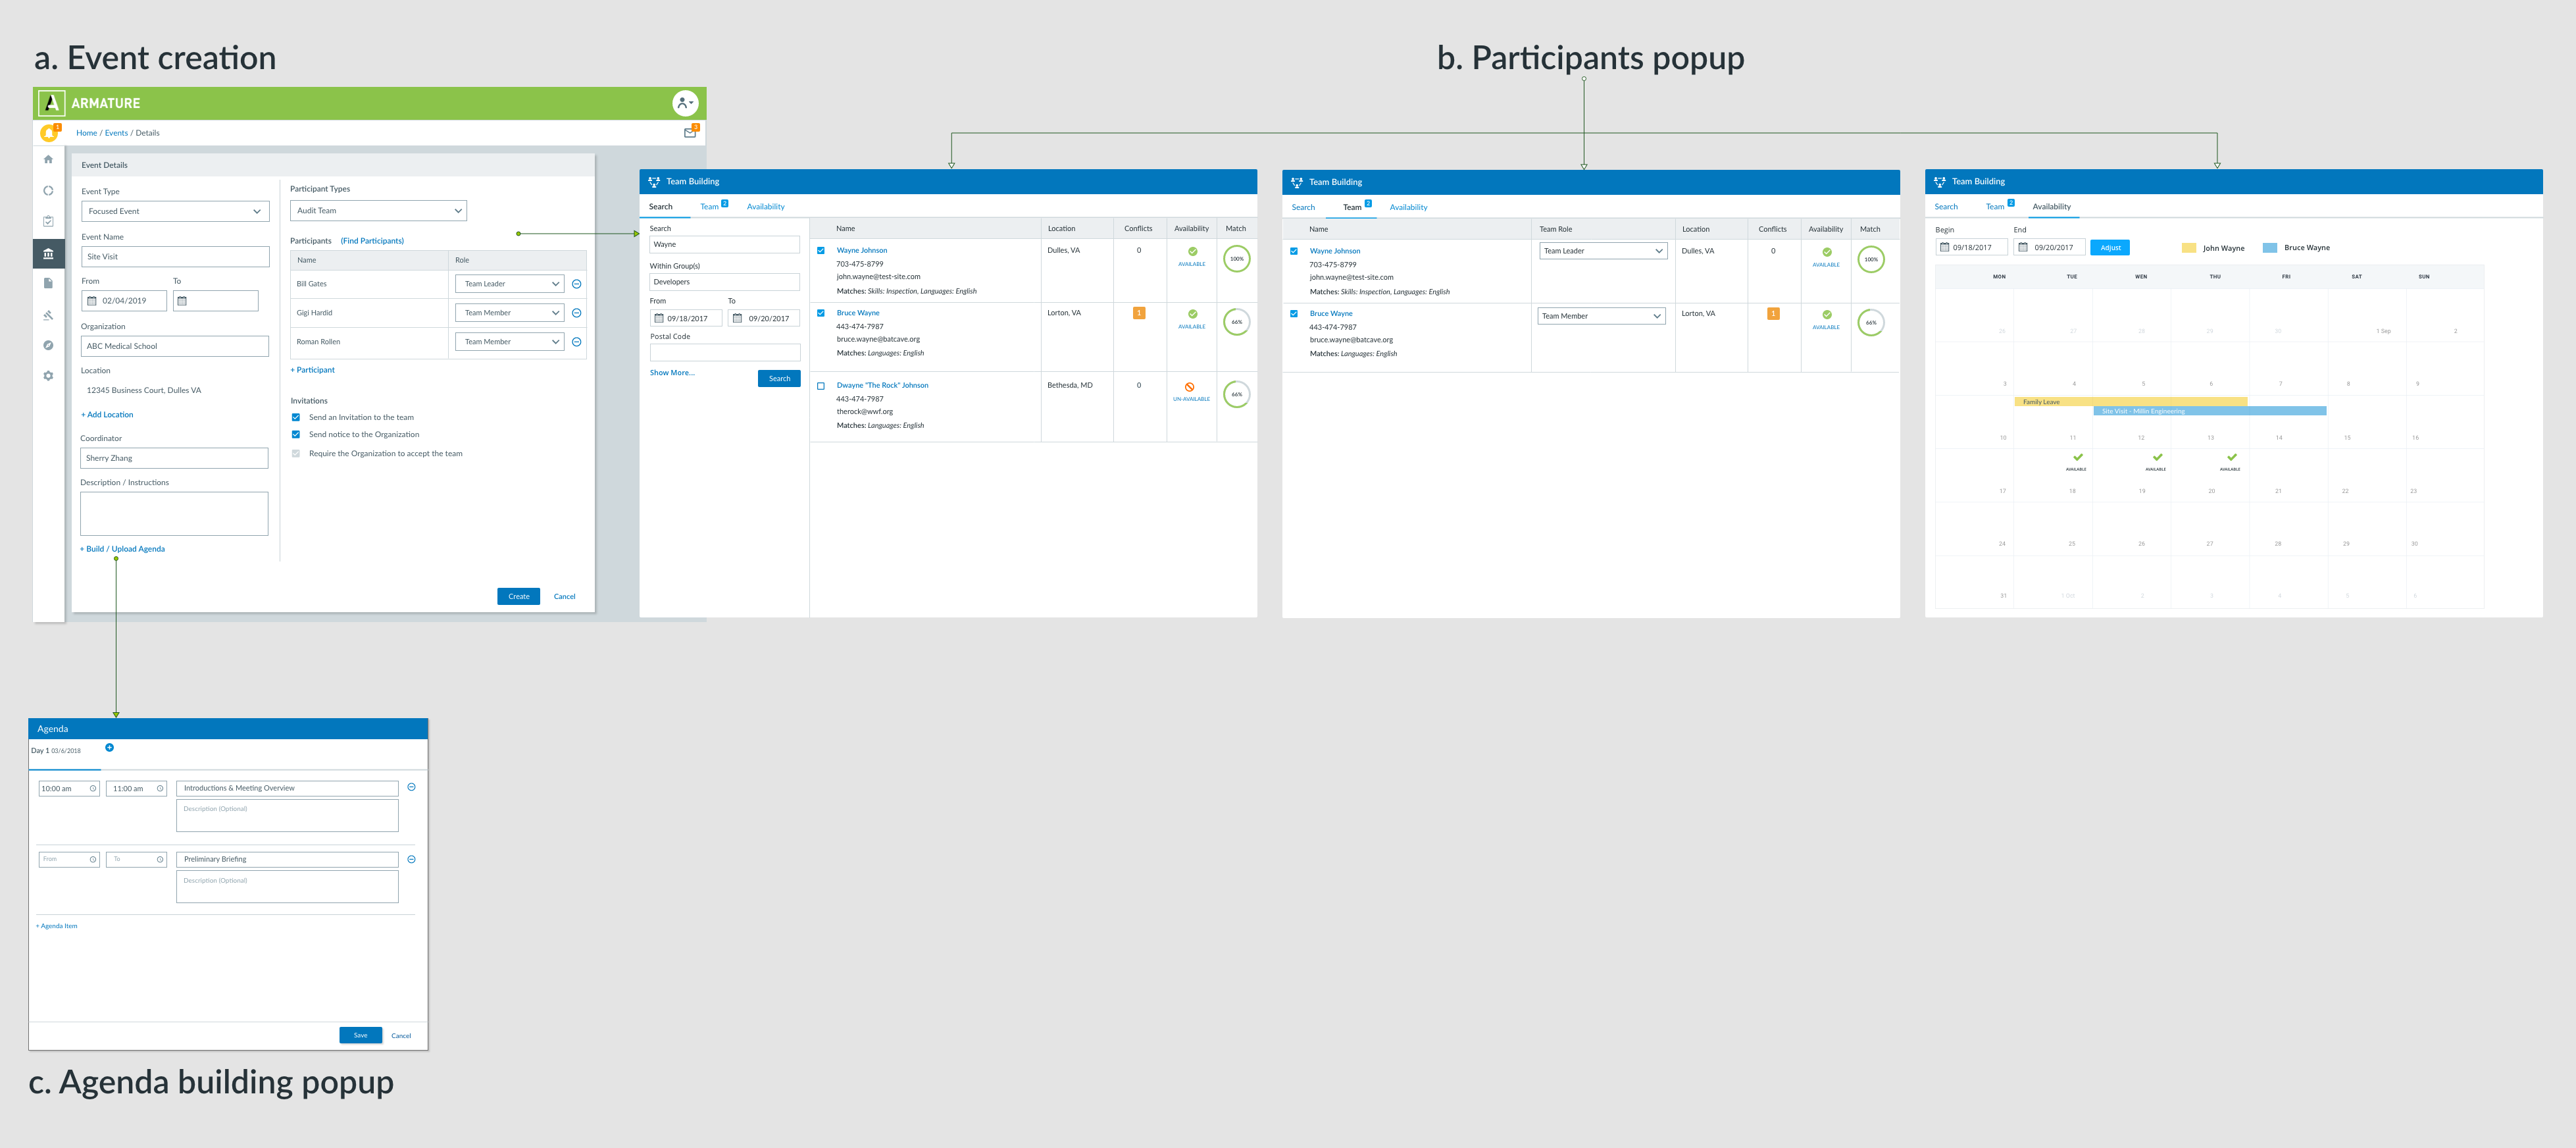 a. Event creation
b. Participants popup
ARMATURE
1
Home / Events / Details
3
Event Details
Event Type
Focused Event
Event Name
Site Visit
From
To
02/04/2019
Organization
ABC Medical School
Location
12345 Business Court, Dulles VA
+ Add Location
Coordinator
Sherry Zhang
Description / Instructions
+ Build / Upload Agenda
Participant Types
Audit Team
Participants (Find Participants)
Name Role
Bill Gates Team Leader
Gigi Hardid Team Member
Roman Rollen Team Member
+ Participant
Invitations
Send an Invitation to the team
Send notice to the Organization
Require the Organization to accept the team
Create Cancel
Team Building
Search Team 2 Availability
Search
Wayne
Within Group(s)
Developers
From To
09/18/2017 09/20/2017
Postal Code
Show More...
Search
Name Location Conflicts Availability Match
Wayne Johnson Dulles, VA 0 AVAILABLE 100%
703-475-8799
john.wayne@test-site.com
Matches: Skills: Inspection, Languages: English
Bruce Wayne Lorton, VA 1 AVAILABLE 66%
443-474-7987
bruce.wayne@batcave.org
Matches: Languages: English
Dwayne "The Rock" Johnson Bethesda, MD 0 UN-AVAILABLE 66%
443-474-7987
therock@wwf.org
Matches: Languages: English
Team Building
Search Team 2 Availability
Name Team Role Location Conflicts Availability Match
Wayne Johnson Team Leader Dulles, VA 0 AVAILABLE 100%
703-475-8799
john.wayne@test-site.com
Matches: Skills: Inspection, Languages: English
Bruce Wayne Team Member Lorton, VA 1 AVAILABLE 66%
443-474-7987
bruce.wayne@batcave.org
Matches: Languages: English
Team Building
Search Team 2 Availability
Begin End
09/18/2017 09/20/2017 Adjust John Wayne Bruce Wayne
MON TUE WEN THU FRI SAT SUN
26 27 28 29 30 1 Sep 2
3 4 5 6 7 8 9
Family Leave
Site Visit - Millin Engineering
10 11 12 13 14 15 16
AVAILABLE AVAILABLE AVAILABLE
17 18 19 20 21 22 23
24 25 26 27 28 29 30
31 1 Oct 2 3 4 5 6
Agenda
Day 1 03/6/2018
10:00 am 11:00 am Introductions & Meeting Overview
Description (Optional)
From To Preliminary Briefing
Description (Optional)
+ Agenda Item
Save Cancel
c. Agenda building popup